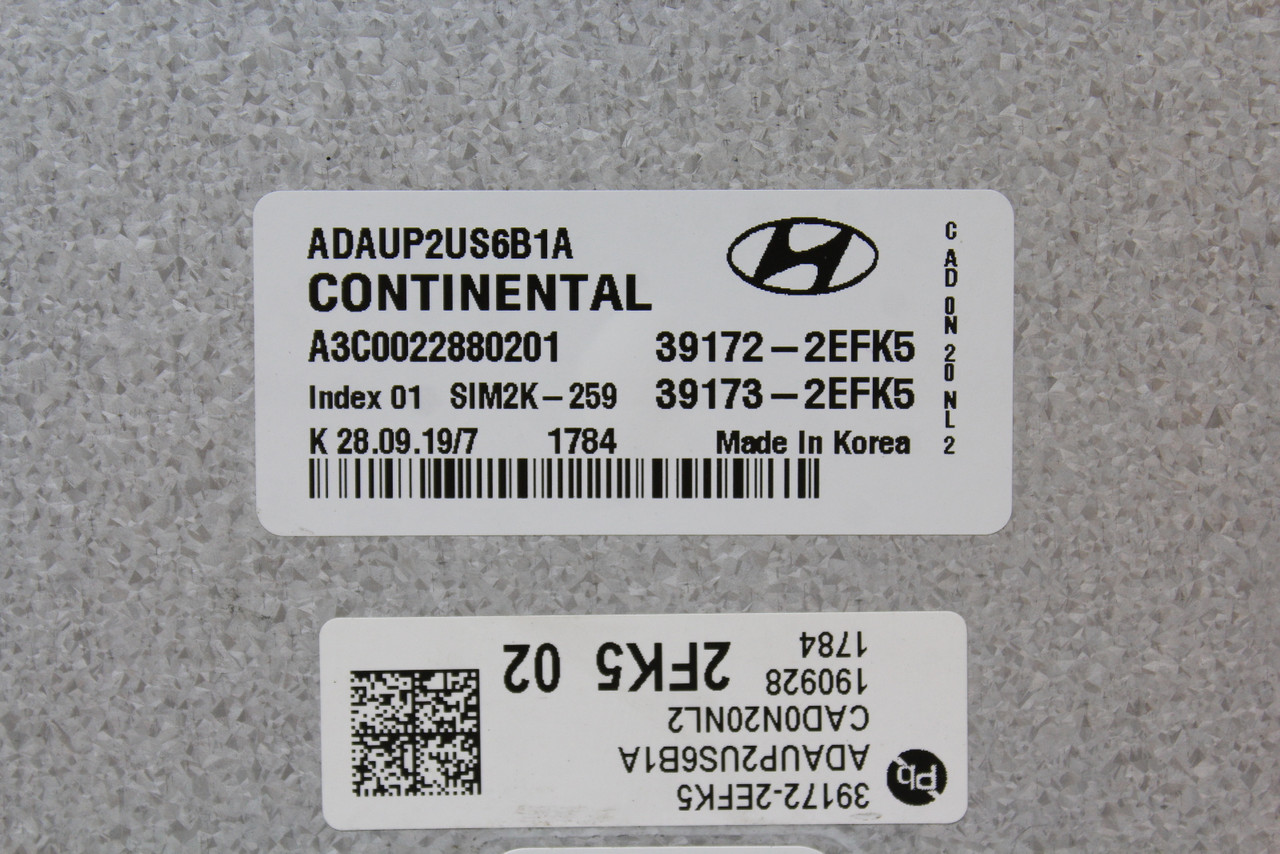 ADAUP2US6B1A
CONTINENTAL
A3C0022880201 39172-2EFK5
Index 01 SIM2K-259 39173-2EFK5
K 28.09.19/7 1784 Made In Korea
CAD0N20NL2
39172-2EFK5
ADAUP2US6B1A
CAD0N20NL2
190928
1784
2FK5 02
Pb